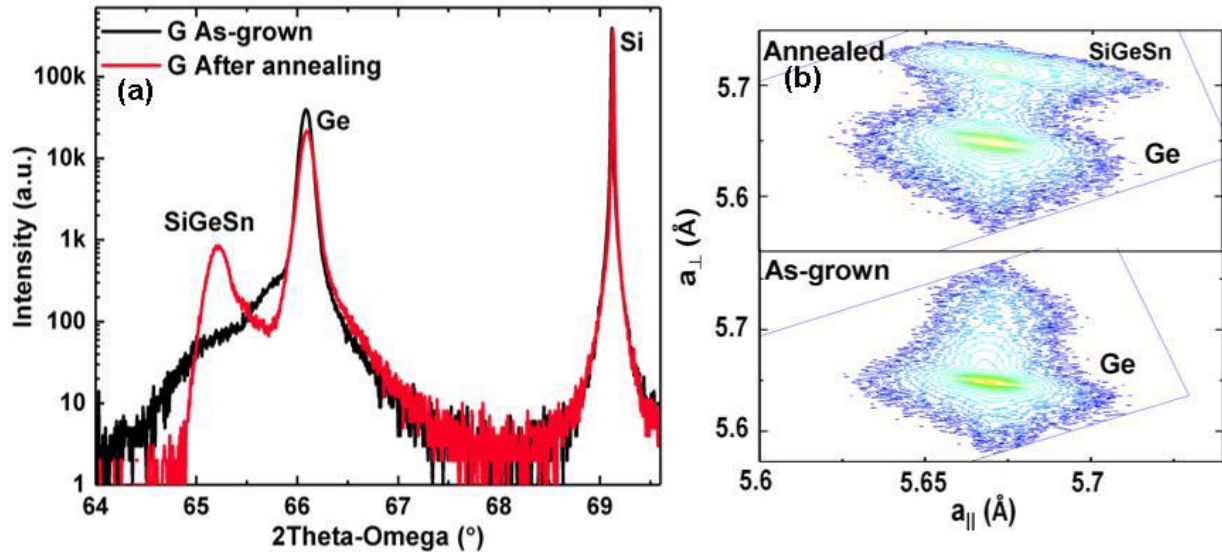 G As-grown
G After annealing
(a)
Si
Ge
SiGeSn
Intensity (a.u.)
100k
10k
1k
100
10
1
64
65
66
67
68
69
2Theta-Omega (°)
Annealed
SiGeSn
(b)
Ge
5.7
5.6
a⊥ (Å)
As-grown
Ge
5.7
5.6
5.6
5.65
5.7
a|| (Å)